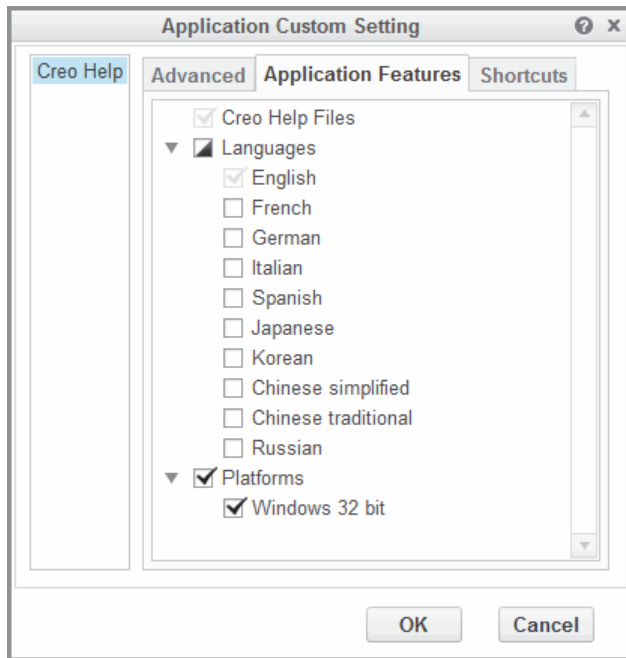 Application Custom Setting
Creo Help
Advanced Application Features Shortcuts
Creo Help Files
Languages
English
French
German
Italian
Spanish
Japanese
Korean
Chinese simplified
Chinese traditional
Russian
Platforms
Windows 32 bit
OK Cancel